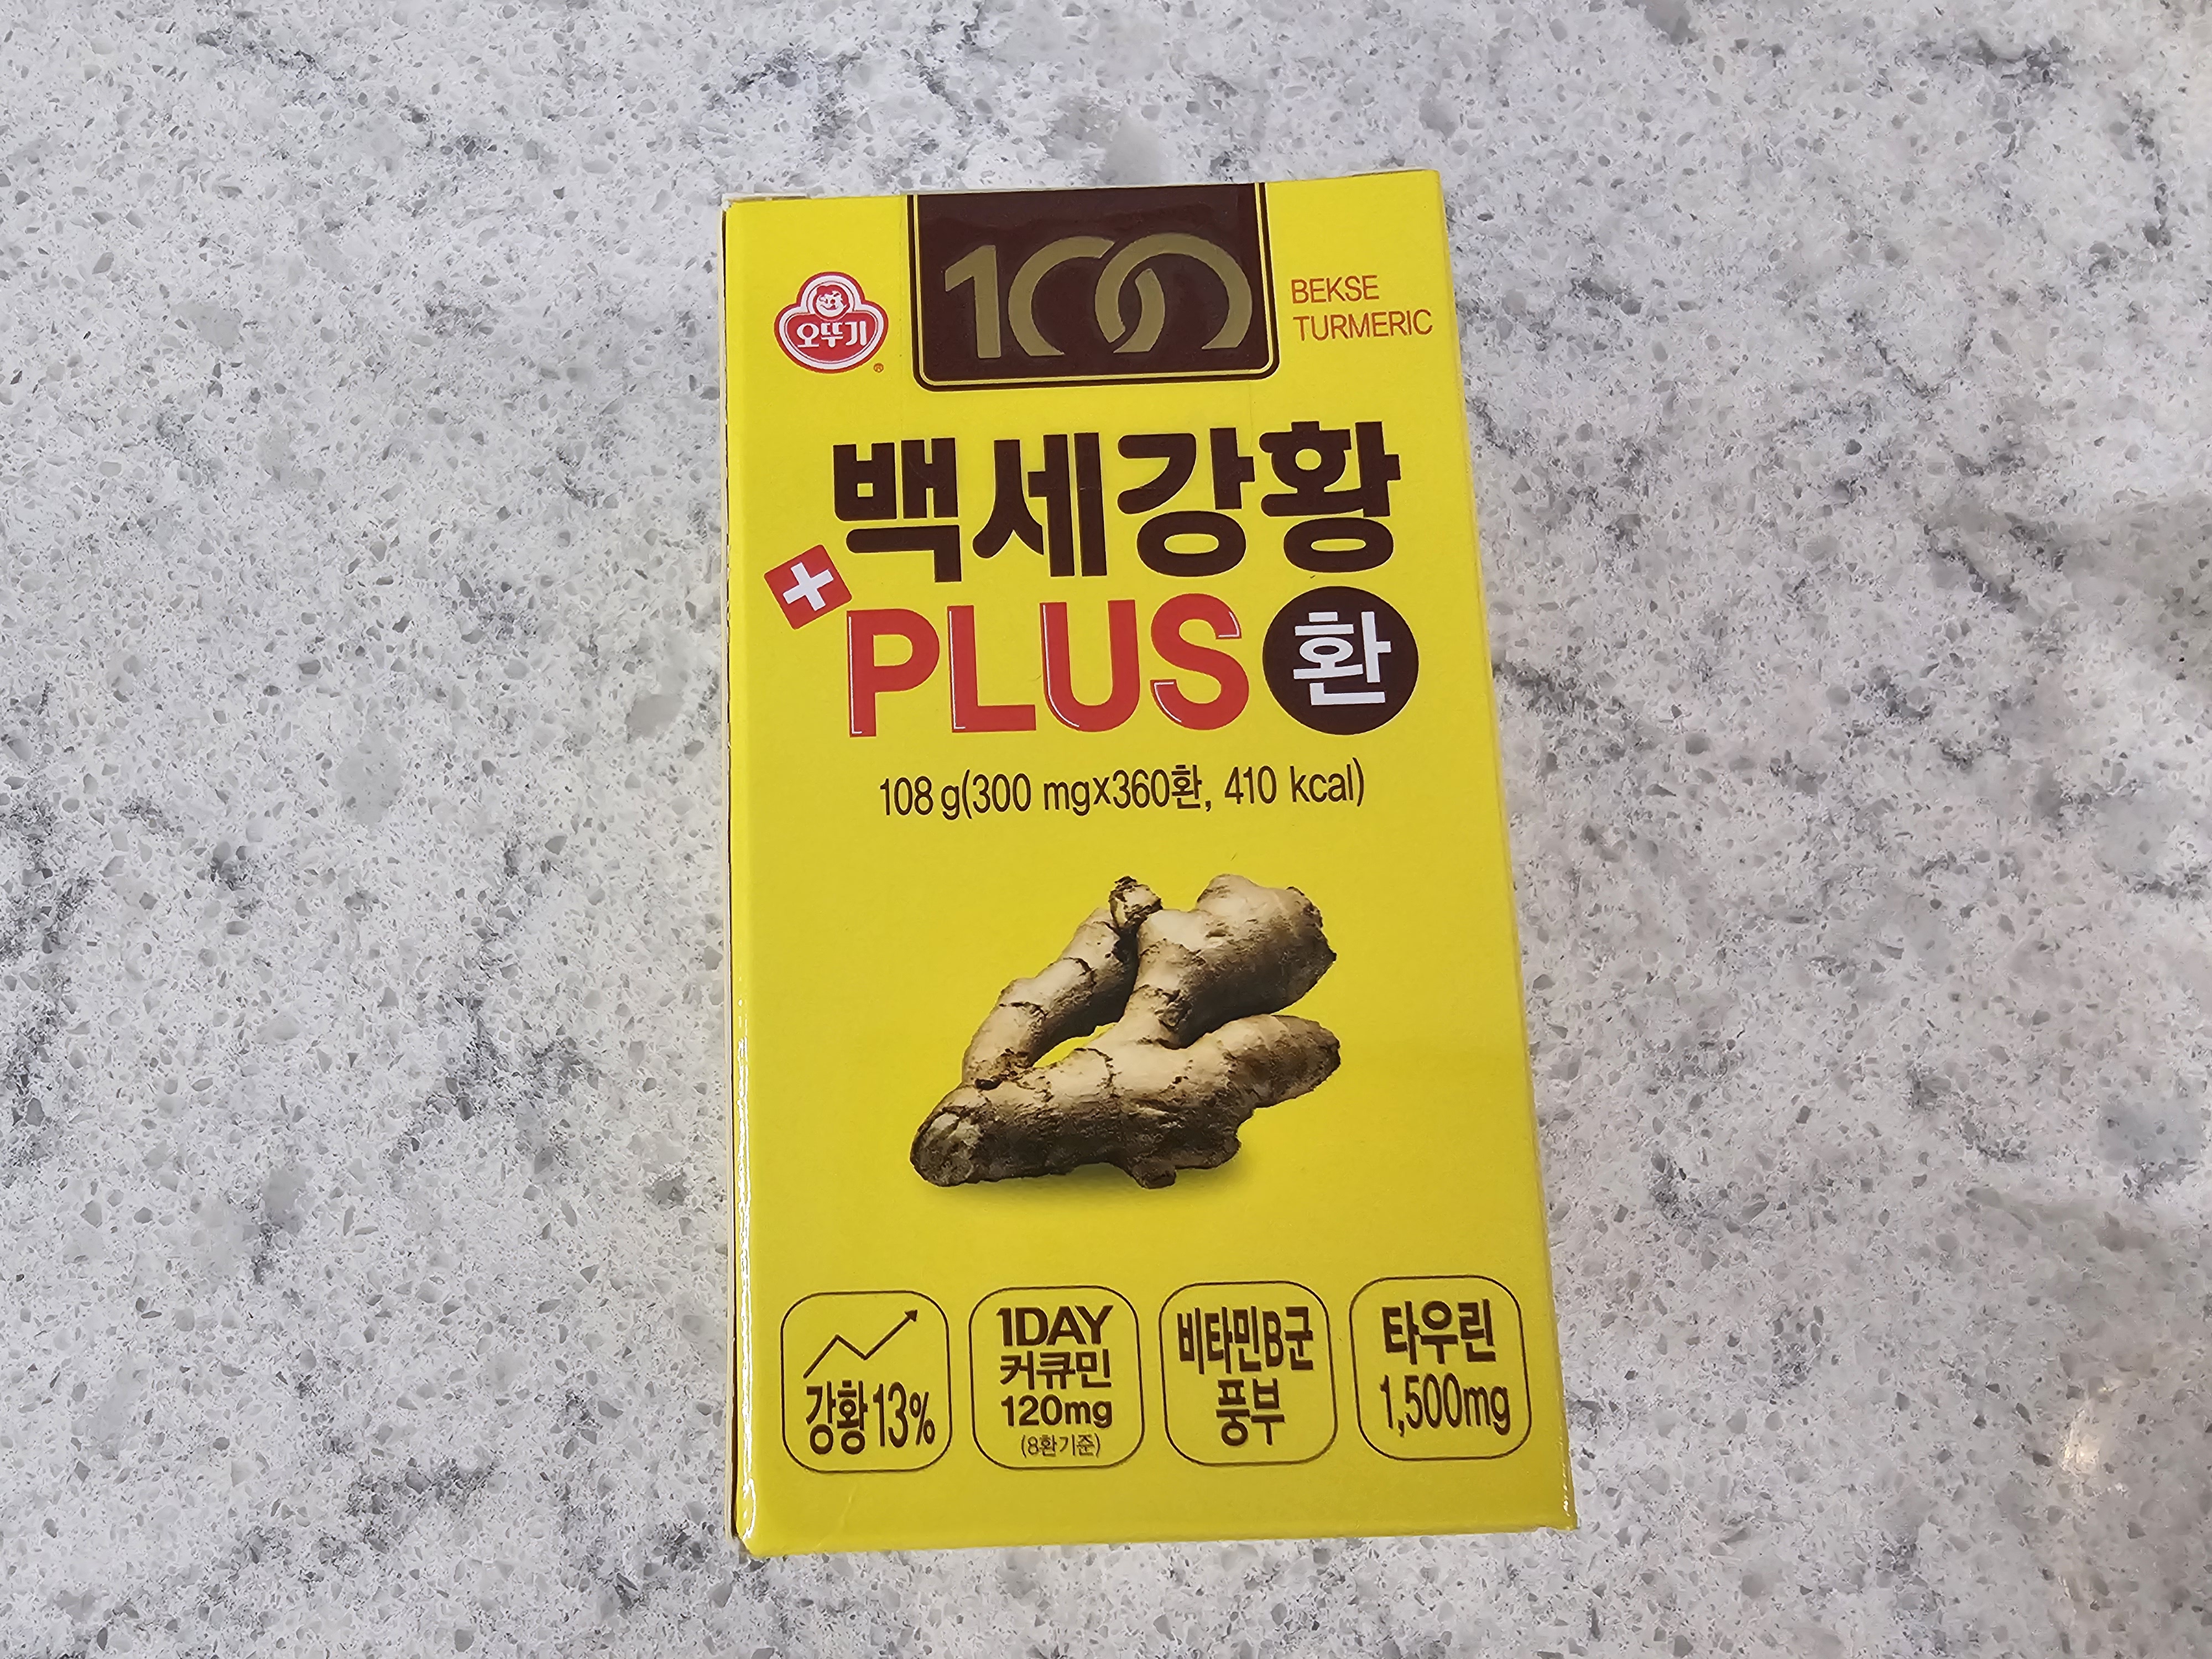 100
오뚜기
BEKSE
TURMERIC
백세강황
PLUS 환
108 g(300 mgx360환, 410 kcal)
강황13%
1DAY
커큐민
120mg
(8환기준)
비타민B군
풍부
타우린
1,500mg